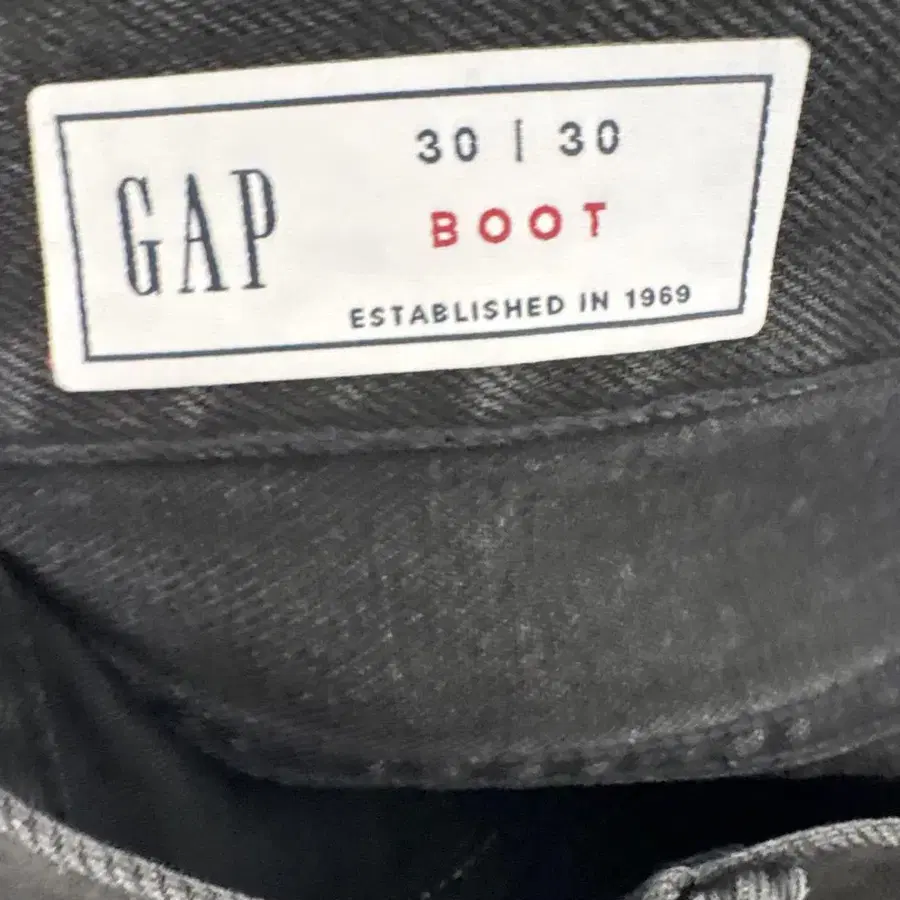 GAP
30 | 30
BOOT
ESTABLISHED IN 1969